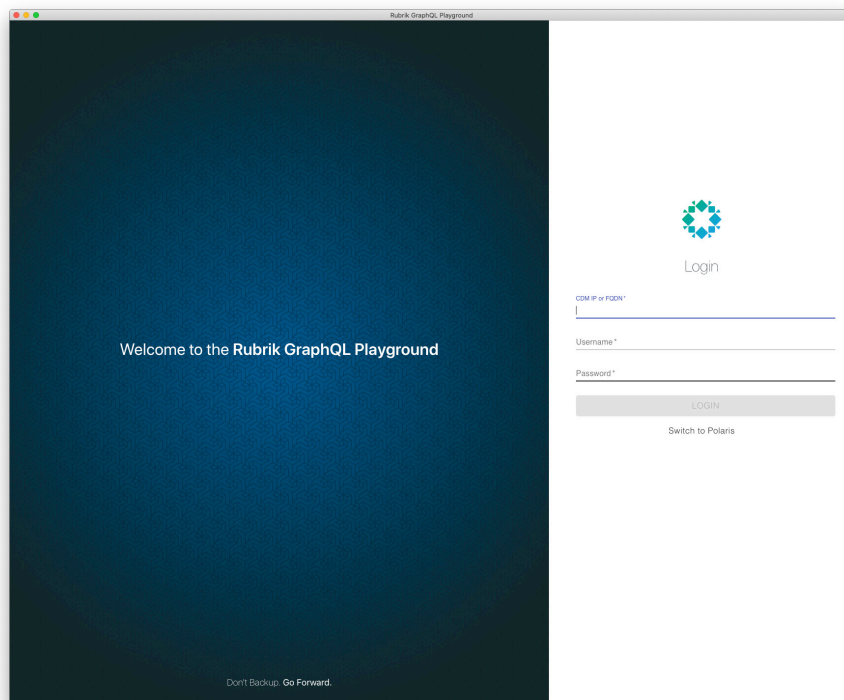 Rubrik GraphQL Playground
Welcome to the Rubrik GraphQL Playground
Don't Backup. Go Forward.
Login
CDM IP or FQDN *
Username *
Password *
LOGIN
Switch to Polaris